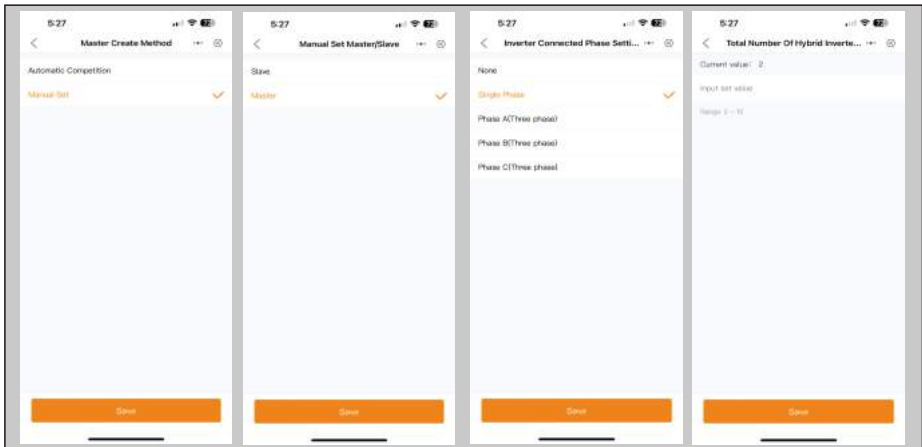 5:27
Master Create Method
Automatic Competition
Manual Set
Save
5:27
Manual Set Master/Slave
Slave
Master
Save
5:27
Inverter Connected Phase Setti...
None
Single Phase
Phase A(Three phase)
Phase B(Three phase)
Phase C(Three phase)
Save
5:27
Total Number Of Hybrid Inverte...
Current value: 2
Input set value
Save